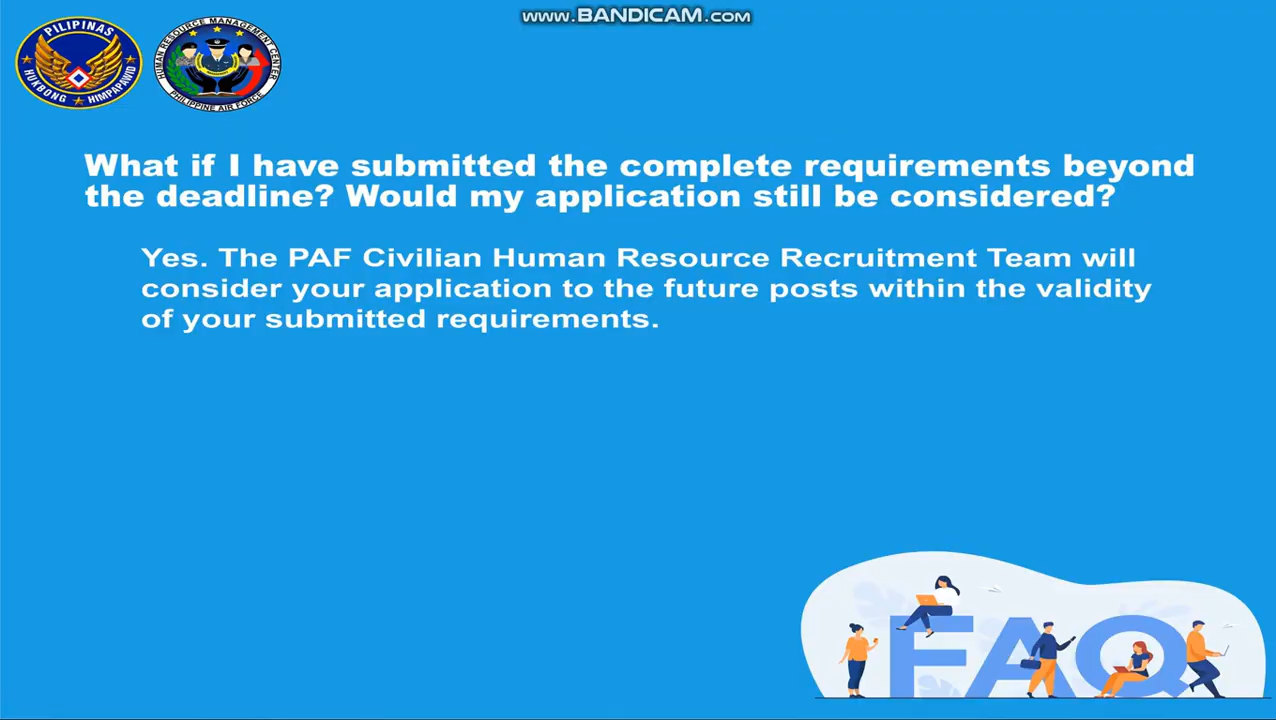 www.BANDICAM.com
PILIPINAS
HUKBONG HIMPAPAWID
HUMAN RESOURCE MANAGEMENT CENTER
PHILIPPINE AIR FORCE
What if I have submitted the complete requirements beyond
the deadline? Would my application still be considered?
Yes. The PAF Civilian Human Resource Recruitment Team will
consider your application to the future posts within the validity
of your submitted requirements.
FAQ